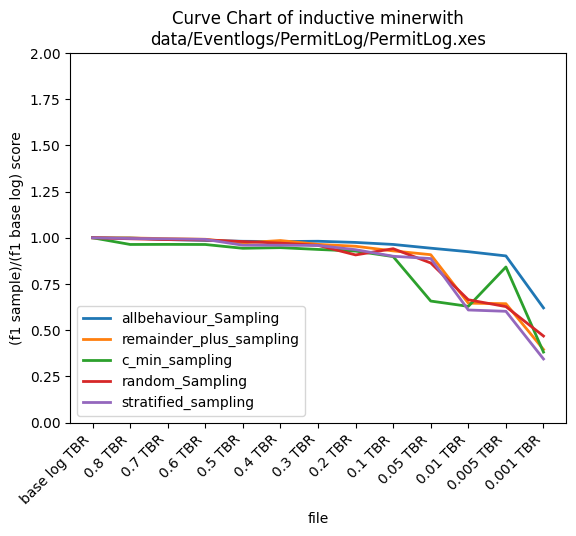 Curve Chart of inductive minerwith
data/Eventlogs/PermitLog/PermitLog.xes
(f1 sample)/(f1 base log) score
2.00
1.75
1.50
1.25
1.00
0.75
0.50
0.25
0.00
allbehaviour_Sampling
remainder_plus_sampling
c_min_sampling
random_Sampling
stratified_sampling
base log TBR
0.8 TBR
0.7 TBR
0.6 TBR
0.5 TBR
0.4 TBR
0.3 TBR
0.2 TBR
0.1 TBR
0.05 TBR
0.01 TBR
0.005 TBR
0.001 TBR
file